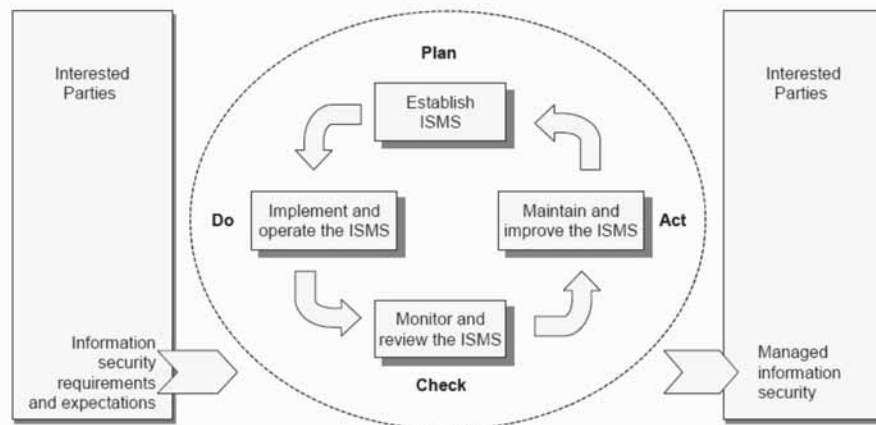 Interested
Parties
Information
security
requirements
and expectations
Plan
Establish
ISMS
Do
Implement and
operate the ISMS
Maintain and
improve the ISMS
Act
Monitor and
review the ISMS
Check
Interested
Parties
Managed
information
security